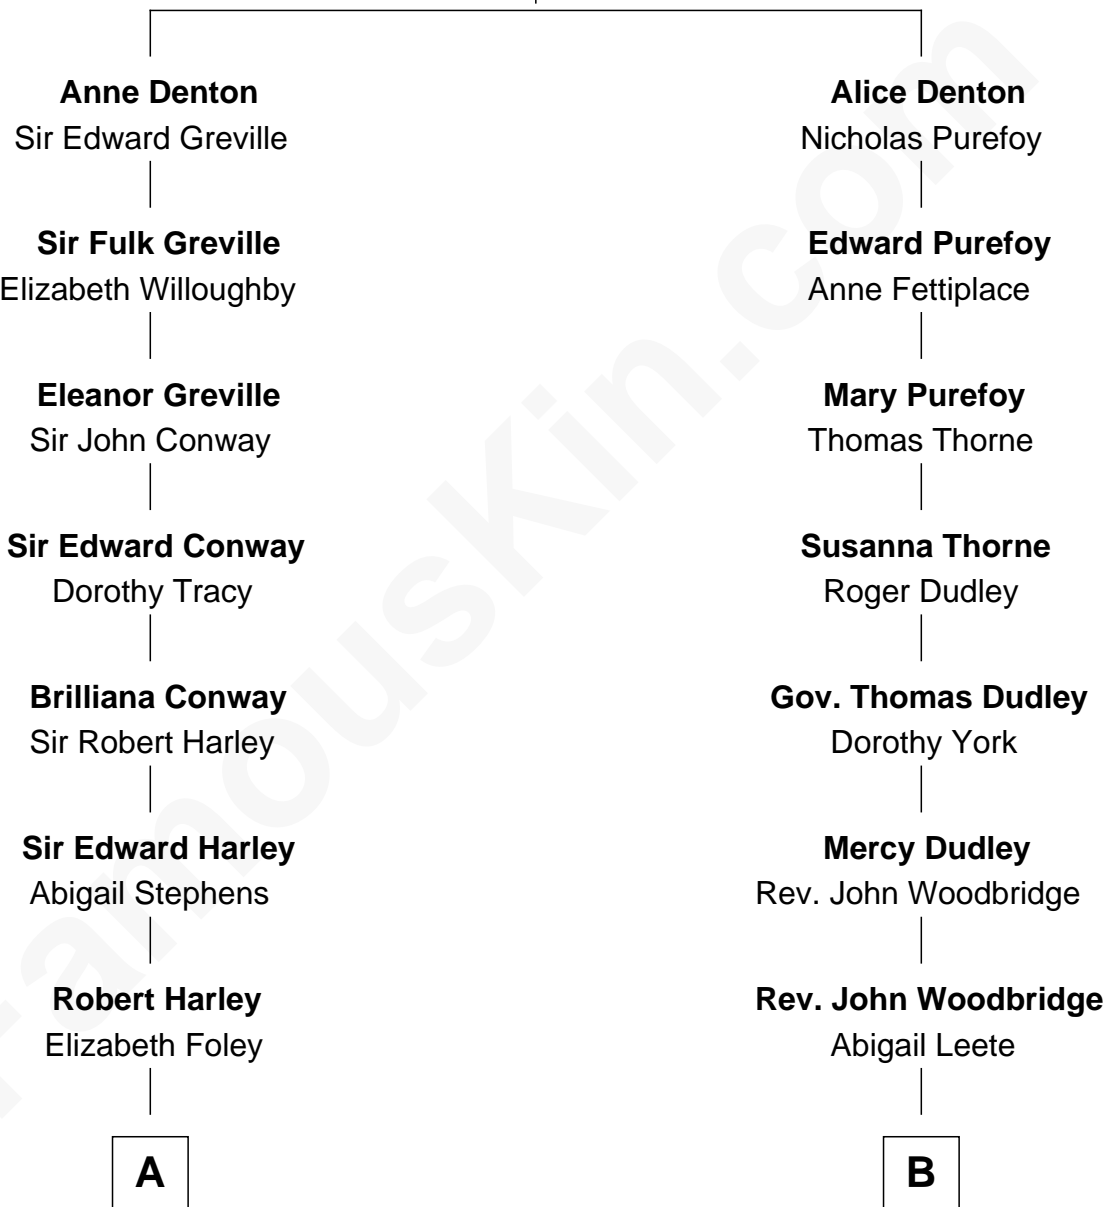 Anne Denton
Sir Edward Greville
Sir Fulk Greville
Elizabeth Willoughby
Eleanor Greville
Sir John Conway
Sir Edward Conway
Dorothy Tracy
Brilliana Conway
Sir Robert Harley
Sir Edward Harley
Abigail Stephens
Robert Harley
Elizabeth Foley
A
Alice Denton
Nicholas Purefoy
Edward Purefoy
Anne Fettiplace
Mary Purefoy
Thomas Thorne
Susanna Thorne
Roger Dudley
Gov. Thomas Dudley
Dorothy York
Mercy Dudley
Rev. John Woodbridge
Rev. John Woodbridge
Abigail Leete
B
FamousKin.com